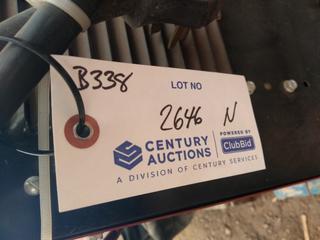 B338
LOT NO
2646 N
CENTURY AUCTIONS
POWERED BY ClubBid
A DIVISION OF CENTURY SERVICES